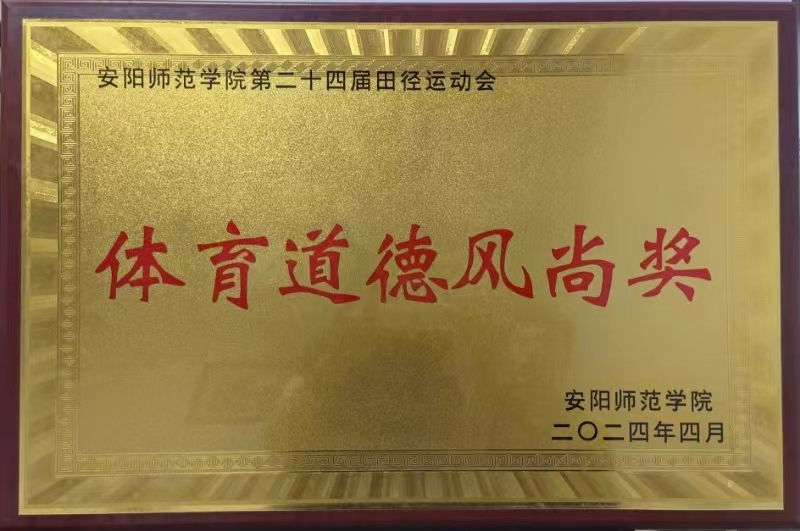 安阳师范学院第二十四届田径运动会
体育道德风尚奖
安阳师范学院
二〇二四年四月